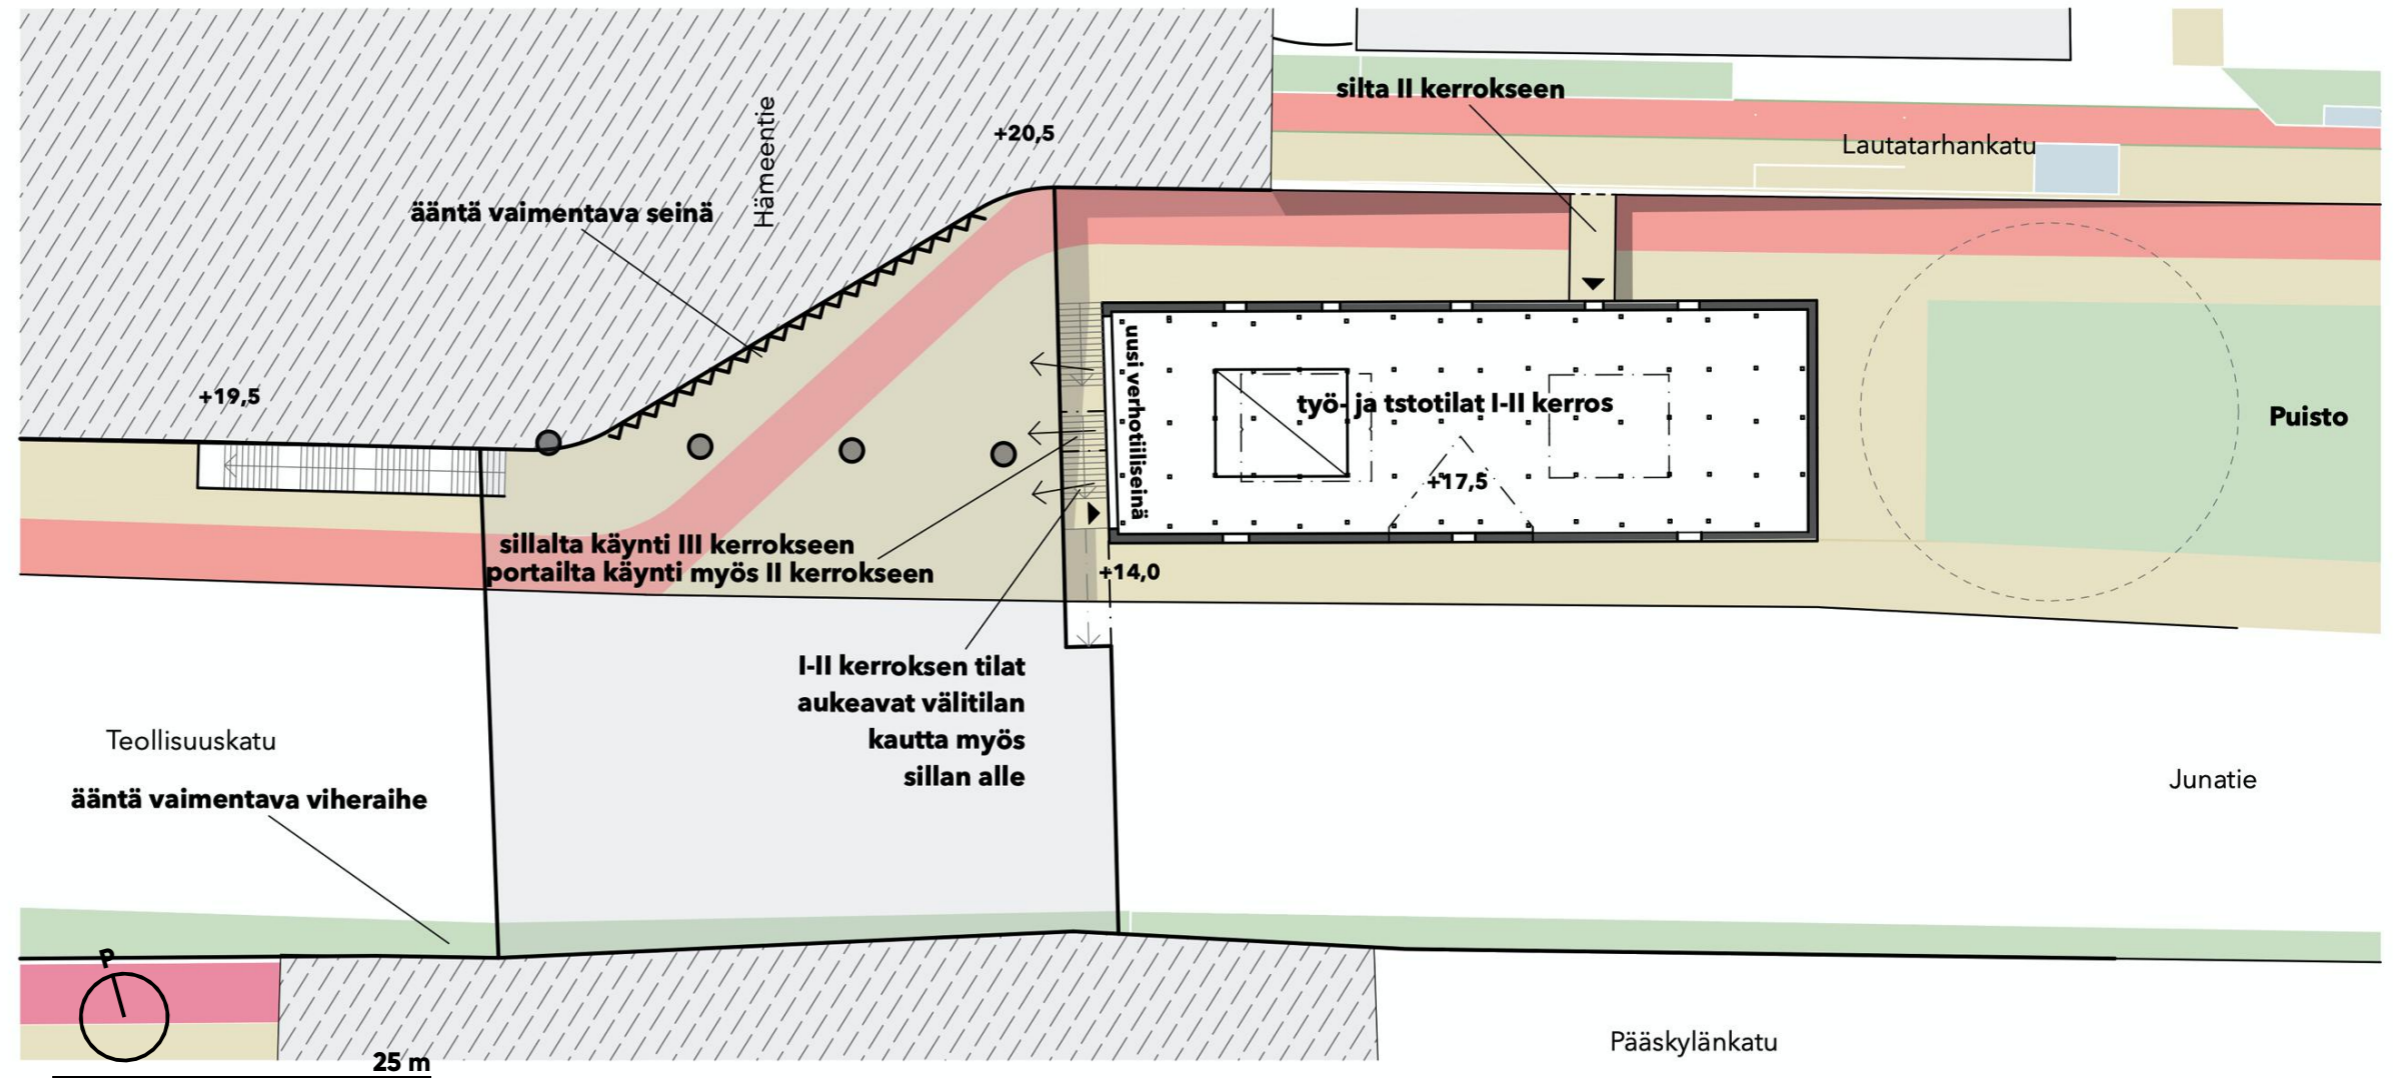 silta II kerrokseen
Hämeentie
+20,5
Lautatarhankatu
ääntä vaimentava seinä
+19,5
uusi verhotiiliseinä
työ- ja tstotilat I-II kerros
Puisto
+17,5
sillalta käynti III kerrokseen
portailta käynti myös II kerrokseen
+14,0
I-II kerroksen tilat
aukeavat välitilan
kautta myös
sillan alle
Teollisuuskatu
Junatie
ääntä vaimentava viheraihe
P
Pääskylänkatu
25 m